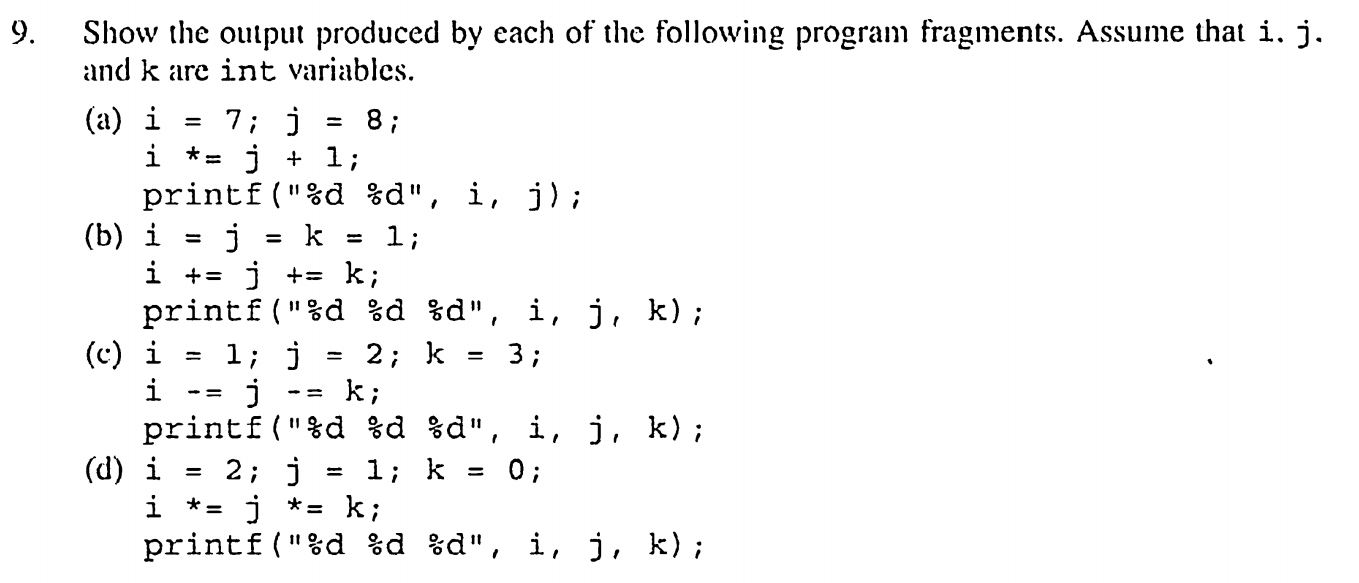 9. Show the output produced by each of the following program fragments. Assume that i, j,
and k are int variables.
(a) i = 7; j = 8;
i *= j + 1;
printf("%d %d", i, j);
(b) i = j = k = 1;
i += j += k;
printf("%d %d %d", i, j, k);
(c) i = 1; j = 2; k = 3;
i -= j -= k;
printf("%d %d %d", i, j, k);
(d) i = 2; j = 1; k = 0;
i *= j *= k;
printf("%d %d %d", i, j, k);